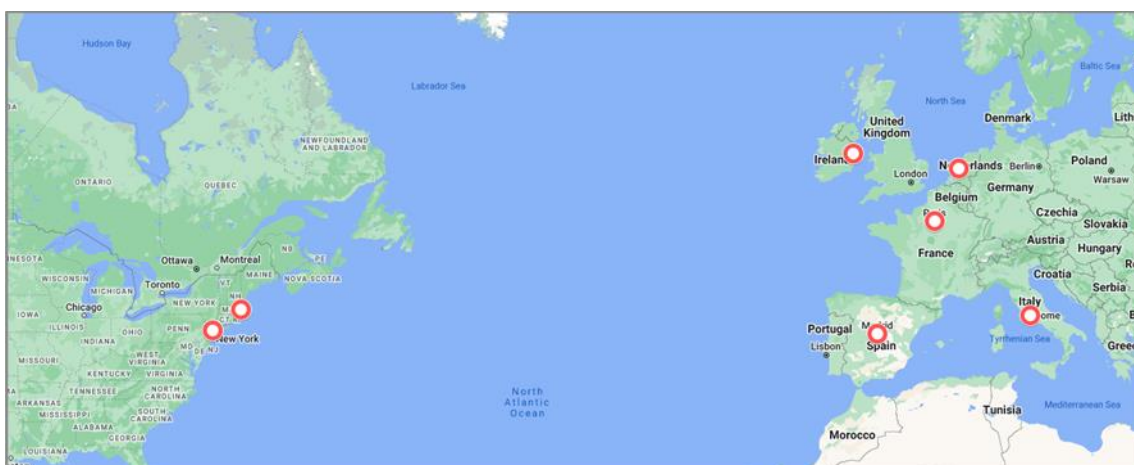 Hudson Bay
Labrador Sea
NEWFOUNDLAND
AND LABRADOR
ONTARIO
QUEBEC
Ottawa
Montreal
NB
PE
MAINE
NOVA SCOTIA
Toronto
VT
NH
WISCONSIN
MICHIGAN
NEW YORK
Chicago
IOWA
ILLINOIS
INDIANA
OHIO
PENN
CT
New York
MD
DE
NJ
MISSOURI
WEST
VIRGINIA
KENTUCKY
VIRGINIA
TENNESSEE
NORTH
CAROLINA
ARKANSAS
MISSISSIPPI
SOUTH
CAROLINA
ALABAMA
GEORGIA
LOUISIANA
North
Atlantic
Ocean
Baltic Sea
North Sea
Denmark
United
Kingdom
Ireland
London
Berlin
Poland
Warsaw
Belgium
Germany
Czechia
Slovakia
Austria
Hungary
France
Croatia
Serbia
Italy
Portugal
Lisbon
Spain
Tyrrhenian Sea
Tunisia
Mediterranean Sea
Morocco